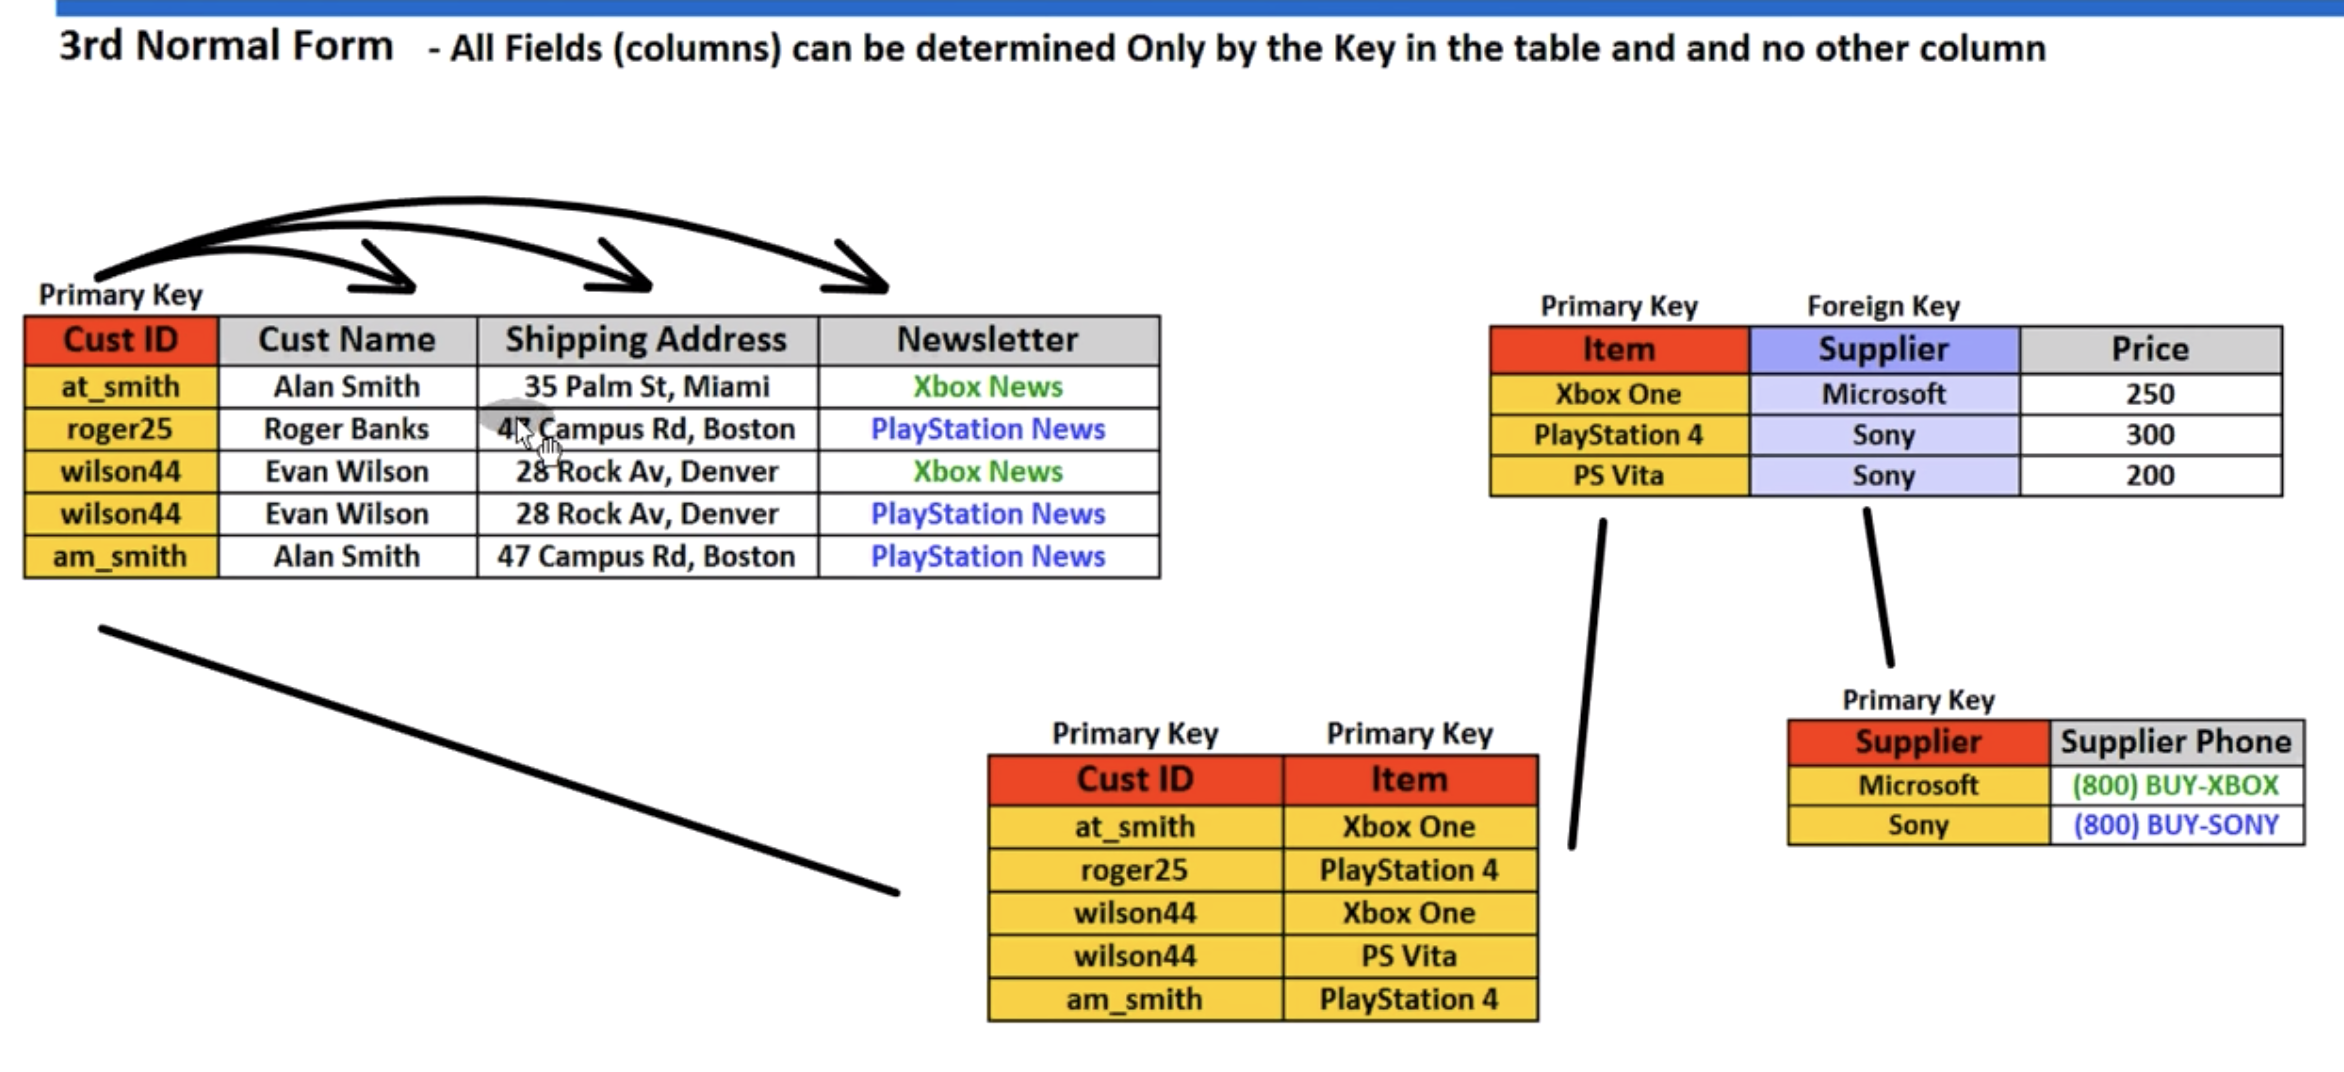 3rd Normal Form - All Fields (columns) can be determined Only by the Key in the table and and no other column
Primary Key
Cust ID Cust Name Shipping Address Newsletter
at_smith Alan Smith 35 Palm St, Miami Xbox News
roger25 Roger Banks 47 Campus Rd, Boston PlayStation News
wilson44 Evan Wilson 28 Rock Av, Denver Xbox News
wilson44 Evan Wilson 28 Rock Av, Denver PlayStation News
am_smith Alan Smith 47 Campus Rd, Boston PlayStation News
Primary Key Foreign Key
Item Supplier Price
Xbox One Microsoft 250
PlayStation 4 Sony 300
PS Vita Sony 200
Primary Key Primary Key
Cust ID Item
at_smith Xbox One
roger25 PlayStation 4
wilson44 Xbox One
wilson44 PS Vita
am_smith PlayStation 4
Primary Key
Supplier Supplier Phone
Microsoft (800) BUY-XBOX
Sony (800) BUY-SONY